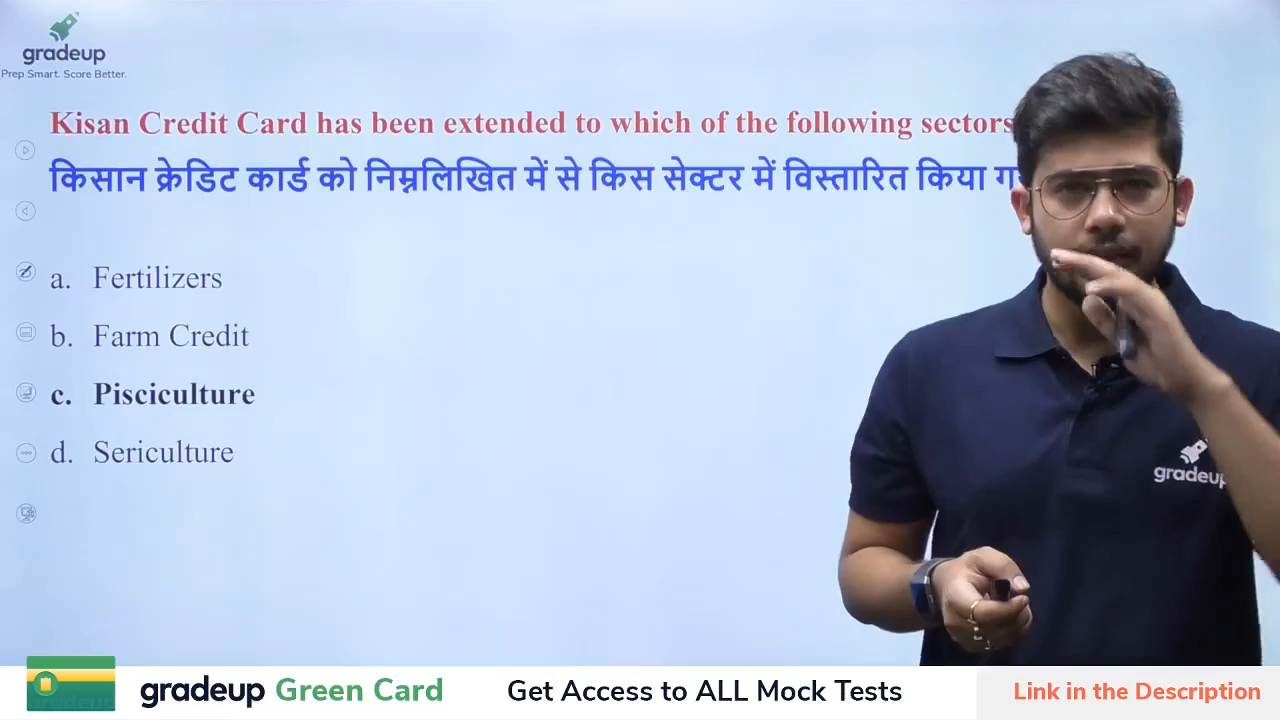 gradeup
Prep Smart. Score Better.
Kisan Credit Card has been extended to which of the following sectors
किसान क्रेडिट कार्ड को निम्नलिखित में से किस सेक्टर में विस्तारित किया
a. Fertilizers
b. Farm Credit
c. Pisciculture
d. Sericulture
gradeup
gradeup Green Card
Get Access to ALL Mock Tests
Link in the Description